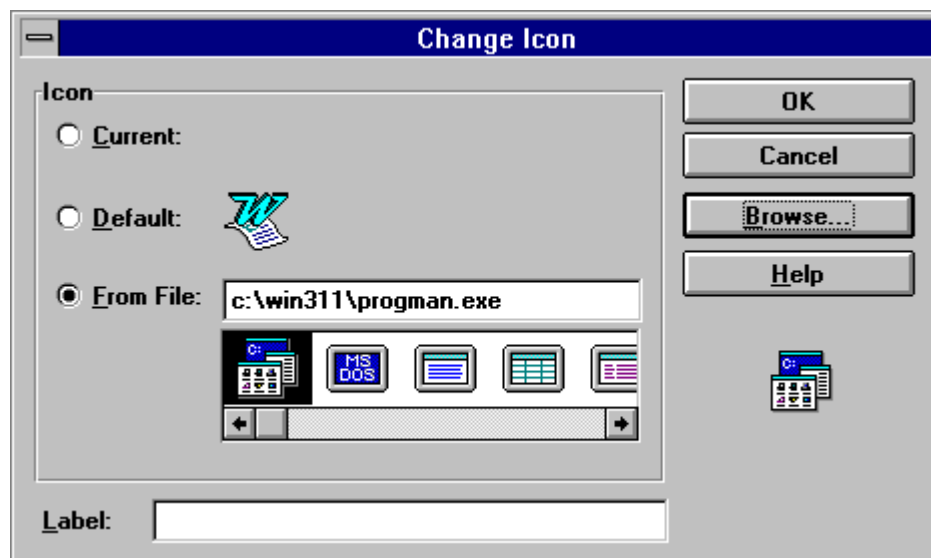 Change Icon
Icon
Current:
Default:
From File: c:\win311\progman.exe
C: MS DOS
Label:
OK
Cancel
Browse...
Help
C: